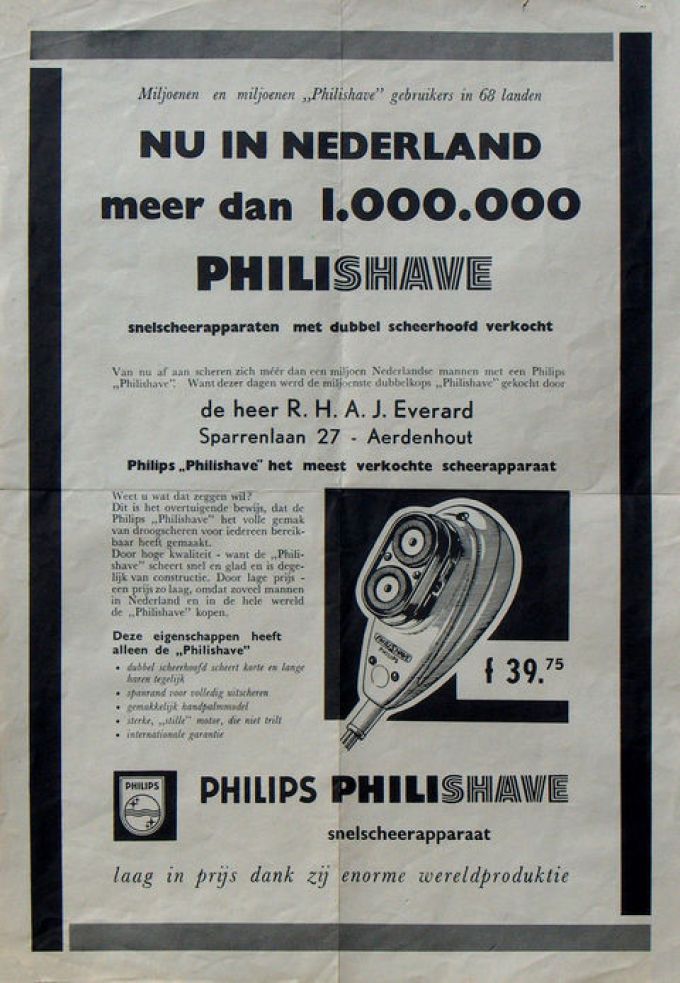 Miljoenen en miljoenen „Philishave” gebruikers in 68 landen
NU IN NEDERLAND
meer dan 1.000.000
PHILISHAVE
snelscheerapparaten met dubbel scheerhoofd verkocht
Van nu af aan scheren zich méér dan een miljoen Nederlandse mannen met een Philips
„Philishave”. Want dezer dagen werd de miljoenste dubbelkops „Philishave” gekocht door
de heer R. H. A. J. Everard
Sparrenlaan 27 - Aerdenhout
Philips „Philishave” het meest verkochte scheerapparaat
Weet u wat dat zeggen wil?
Dit is het overtuigende bewijs, dat de
Philips „Philishave” het volle gemak
van droogscheren voor iedereen bereik-
baar heeft gemaakt.
Door hoge kwaliteit - want de „Phili-
shave” scheert snel en glad en is dege-
lijk van constructie. Door lage prijs -
een prijs zo laag, omdat zoveel mannen
in Nederland en in de hele wereld
de „Philishave” kopen.
Deze eigenschappen heeft
alleen de „Philishave”
• dubbel scheerhoofd scheert korte en lange
haren tegelijk
• spanrand voor volledig uitscheren
• gemakkelijk handpalmmodel
• sterke, „stille” motor, die niet trilt
• internationale garantie
PHILISHAVE
PHILIPS
f 39.75
PHILIPS
PHILIPS PHILISHAVE
snelscheerapparaat
laag in prijs dank zij enorme wereldproduktie